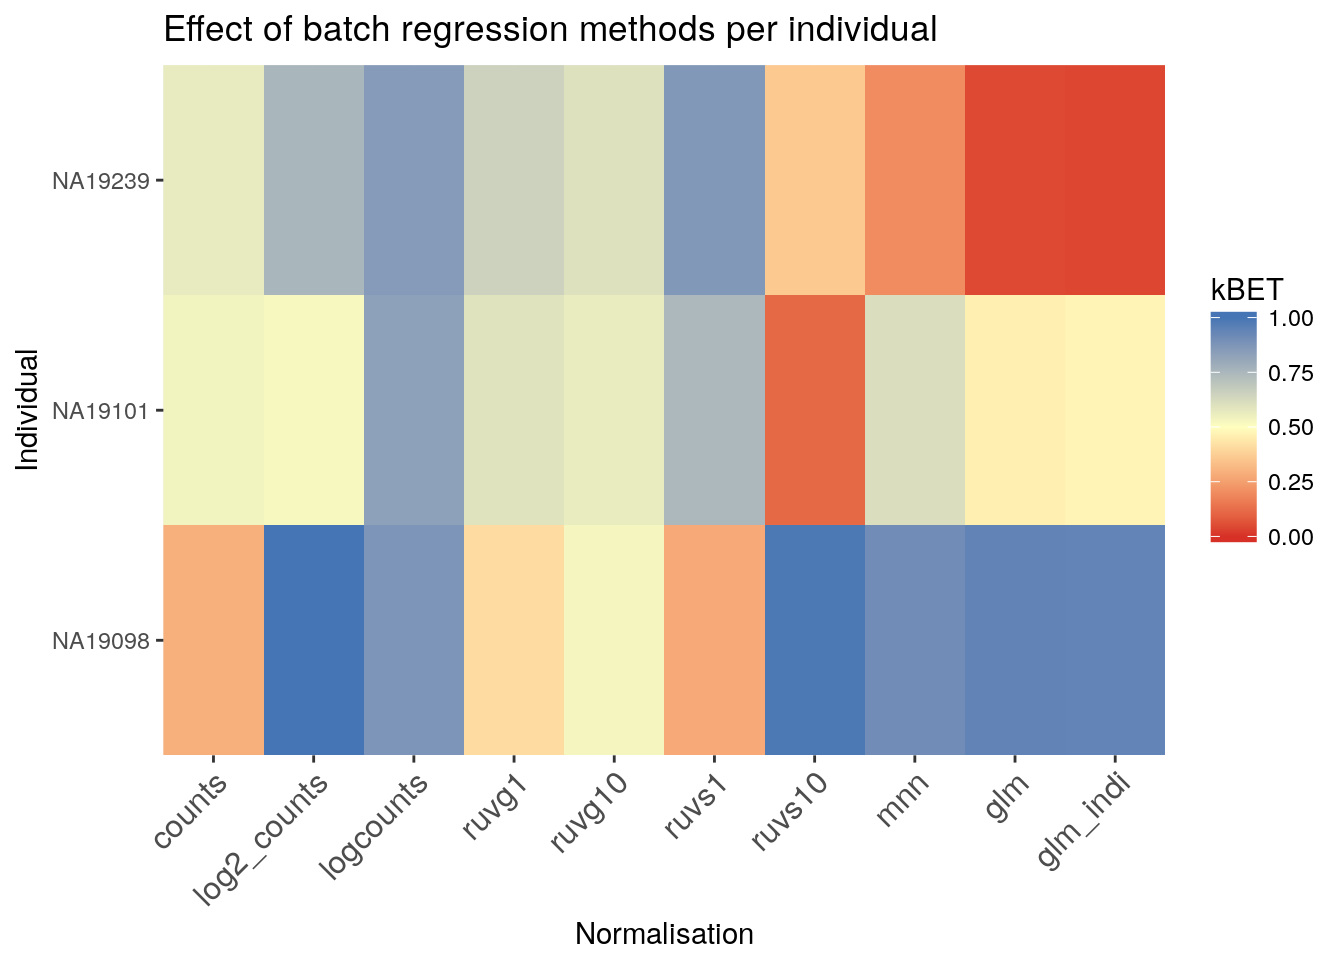 Effect of batch regression methods per individual
NA19239
NA19101
NA19098
Individual
counts
log2_counts
logcounts
ruvg1
ruvg10
ruvs1
ruvs10
mnn
glm
glm_indi
Normalisation
kBET
1.00
0.75
0.50
0.25
0.00